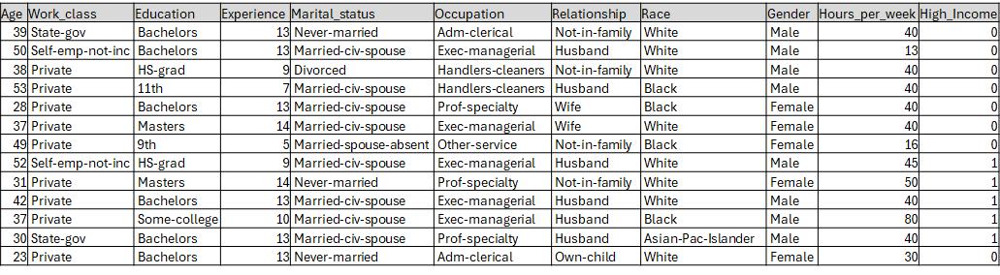 Age Work_class Education Experience Marital_status Occupation Relationship Race Gender Hours_per_week High_Income
39 State-gov Bachelors 13 Never-married Adm-clerical Not-in-family White Male 40 0
50 Self-emp-not-inc Bachelors 13 Married-civ-spouse Exec-managerial Husband White Male 13 0
38 Private HS-grad 9 Divorced Handlers-cleaners Not-in-family White Male 40 0
53 Private 11th 7 Married-civ-spouse Handlers-cleaners Husband Black Male 40 0
28 Private Bachelors 13 Married-civ-spouse Prof-specialty Wife Black Female 40 0
37 Private Masters 14 Married-civ-spouse Exec-managerial Wife White Female 40 0
49 Private 9th 5 Married-spouse-absent Other-service Not-in-family Black Female 16 0
52 Self-emp-not-inc HS-grad 9 Married-civ-spouse Exec-managerial Husband White Male 45 1
31 Private Masters 14 Never-married Prof-specialty Not-in-family White Female 50 1
42 Private Bachelors 13 Married-civ-spouse Exec-managerial Husband White Male 40 1
37 Private Some-college 10 Married-civ-spouse Exec-managerial Husband Black Male 80 1
30 State-gov Bachelors 13 Married-civ-spouse Prof-specialty Husband Asian-Pac-Islander Male 40 1
23 Private Bachelors 13 Never-married Adm-clerical Own-child White Female 30 0